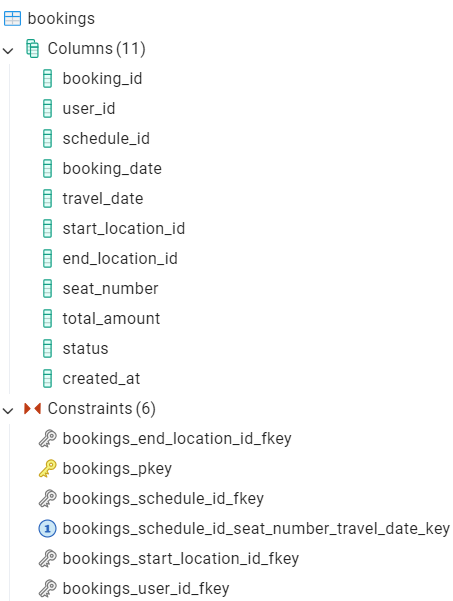 bookings
Columns (11)
booking_id
user_id
schedule_id
booking_date
travel_date
start_location_id
end_location_id
seat_number
total_amount
status
created_at
Constraints (6)
bookings_end_location_id_fkey
bookings_pkey
bookings_schedule_id_fkey
1 bookings_schedule_id_seat_number_travel_date_key
bookings_start_location_id_fkey
bookings_user_id_fkey